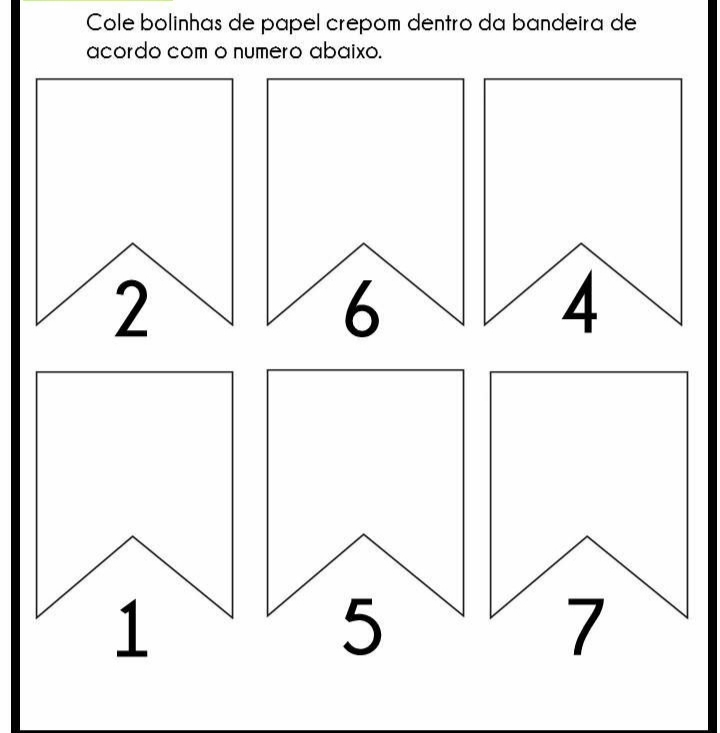 Cole bolinhas de papel crepom dentro da bandeira de
acordo com o numero abaixo.
2 6 4
1 5 7